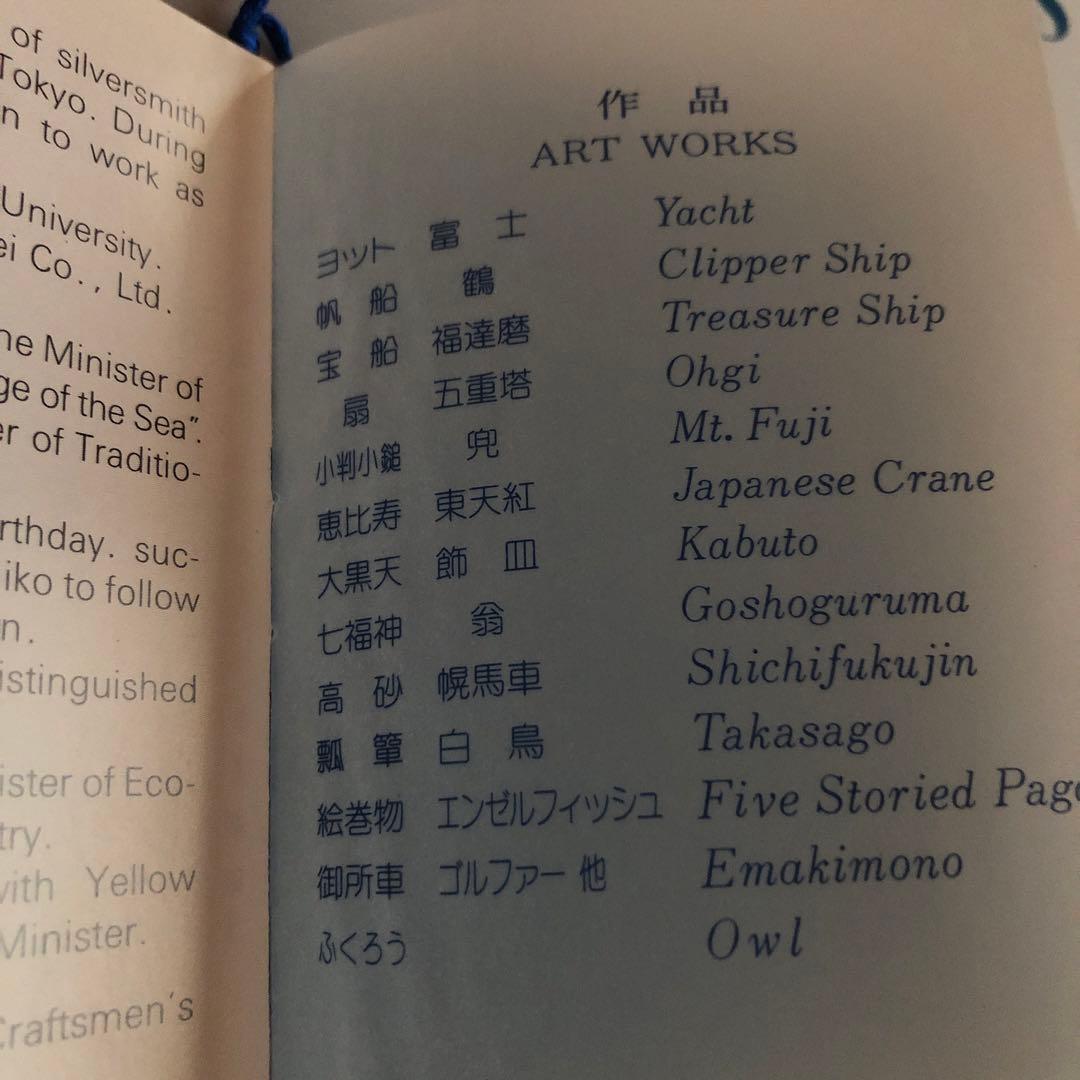 of silversmith
Tokyo. During
n to work as
University.
ei Co., Ltd.
he Minister of
ge of the Sea".
er of Traditio-
irthday. suc-
iko to follow
n.
istinguished
ister of Eco-
try.
with Yellow
Minister.
Craftsmen's
作品
ART WORKS
ヨット 富士 Yacht
帆船 鶴 Clipper Ship
宝船 福達磨 Treasure Ship
扇 五重塔 Ohgi
小判小鎚 兜 Mt. Fuji
恵比寿 東天紅 Japanese Crane
大黒天 飾皿 Kabuto
七福神 翁 Goshoguruma
高砂 幌馬車 Shichifukujin
瓢箪 白鳥 Takasago
絵巻物 エンゼルフィッシュ Five Storied Pago
御所車 ゴルファー他 Emakimono
ふくろう Owl